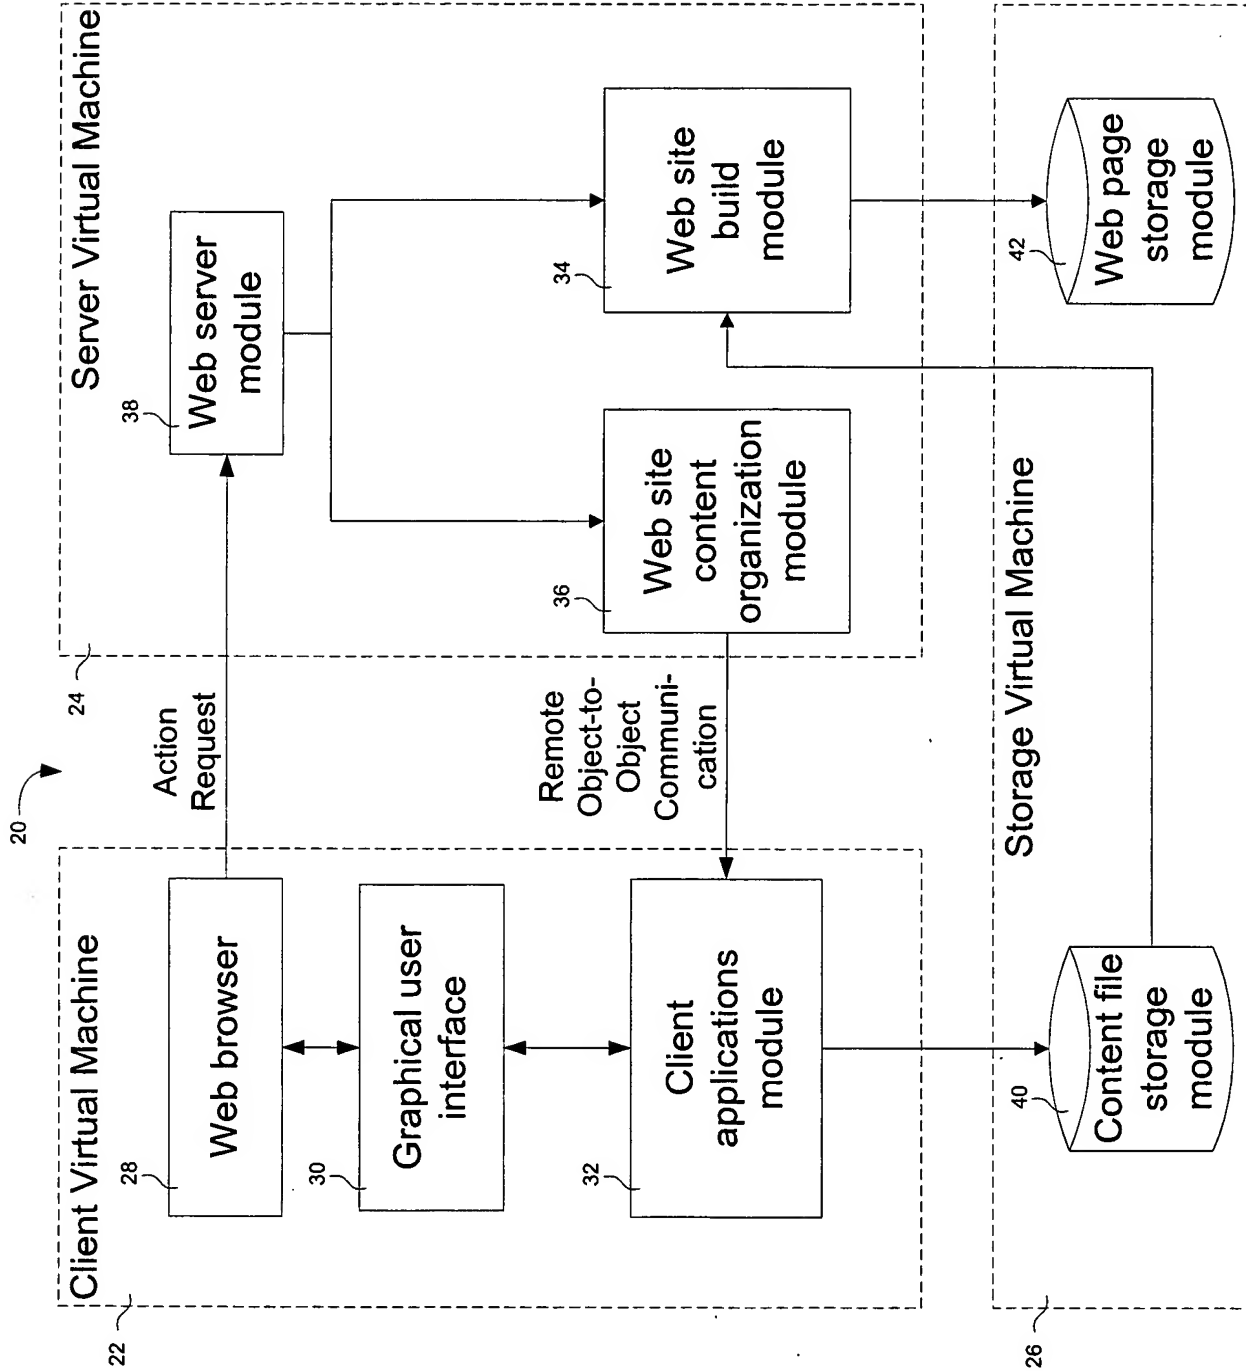 20
22
Client Virtual Machine
28
Web browser
30
Graphical user
interface
32
Client
applications
module
Action
Request
Remote
Object-to-
Object
Communi-
cation
24
Server Virtual Machine
38
Web server
module
36
Web site
content
organization
module
34
Web site
build
module
26
Storage Virtual Machine
40
Content file
storage
module
42
Web page
storage
module